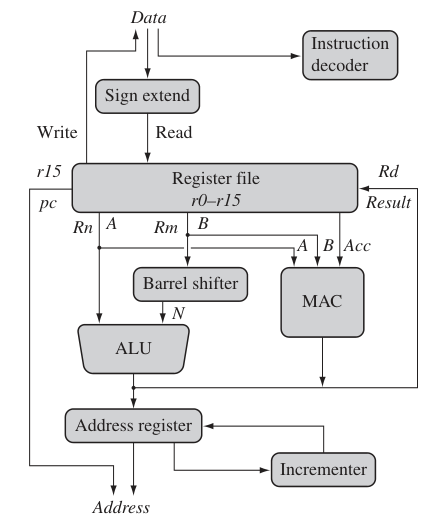 Data
Instruction
decoder
Sign extend
Write
Read
r15
pc
Register file
r0–r15
Rd
Result
Rn
A
Rm
B
A
B
Acc
Barrel shifter
MAC
N
ALU
Address register
Incrementer
Address